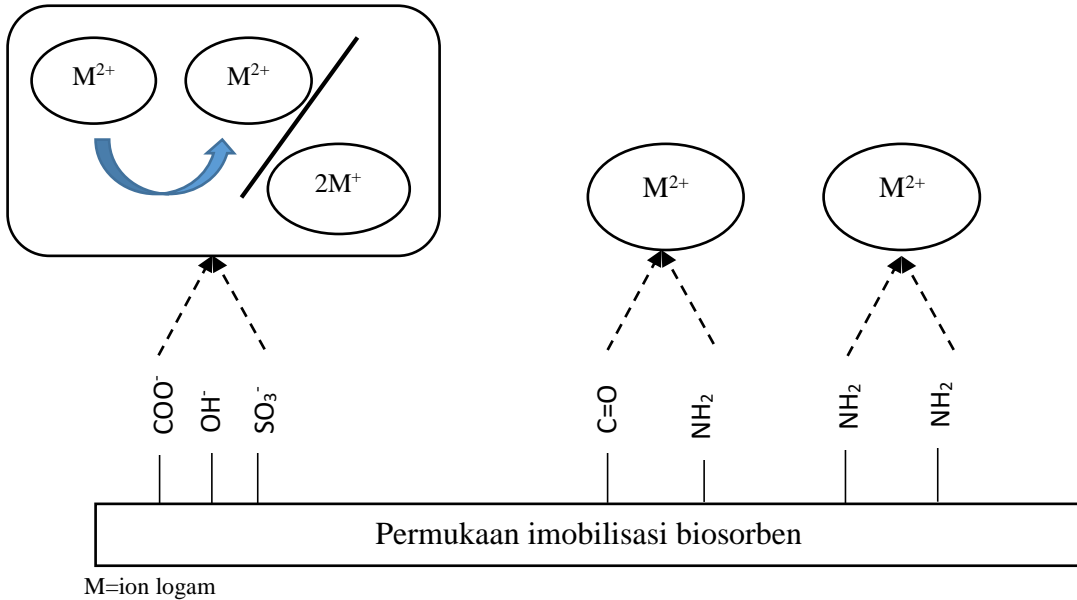 M²⁺ M²⁺
2M⁺
M²⁺ M²⁺
COO⁻ OH⁻ SO₃⁻ C=O NH₂ NH₂ NH₂
Permukaan imobilisasi biosorben
M=ion logam